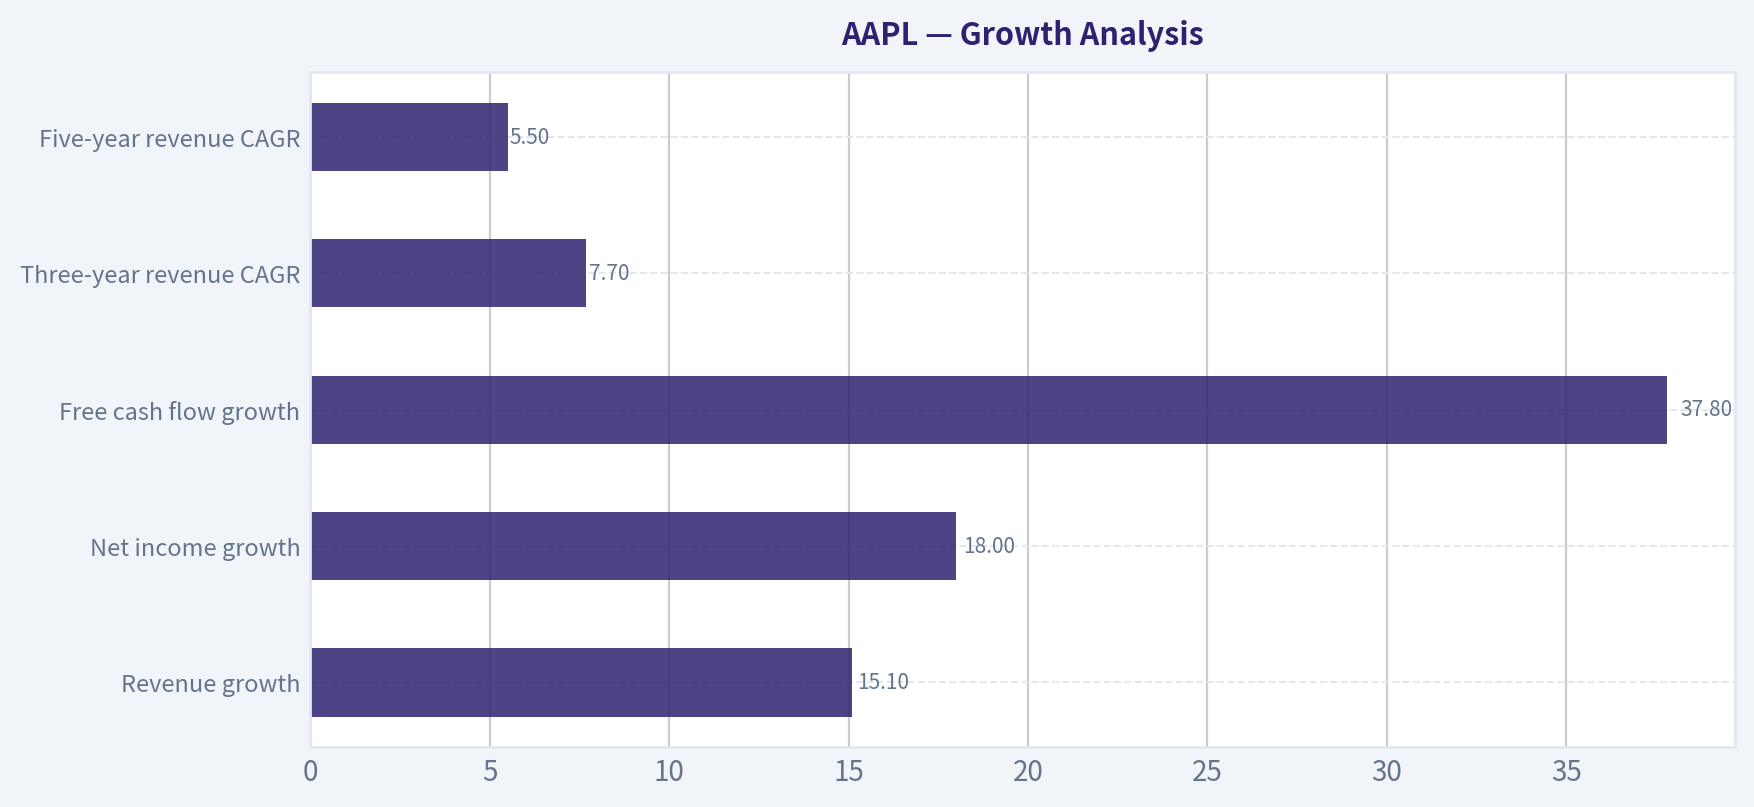 AAPL — Growth Analysis
Five-year revenue CAGR
5.50
Three-year revenue CAGR
7.70
Free cash flow growth
37.80
Net income growth
18.00
Revenue growth
15.10
0 5 10 15 20 25 30 35